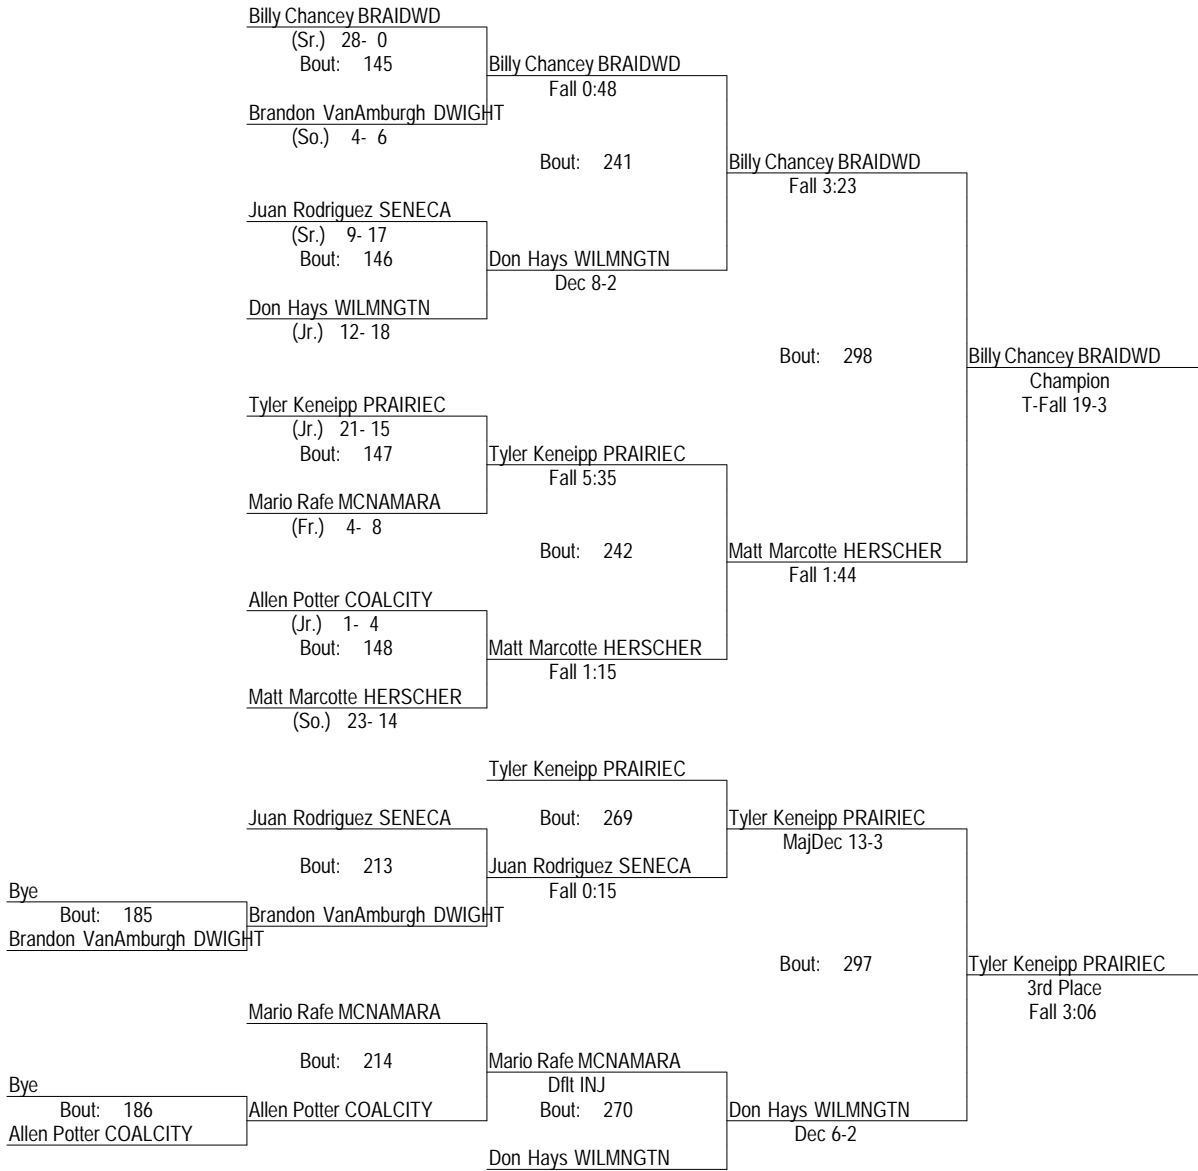 Billy Chancey BRAIDWD
(Sr.) 28- 0
Bout: 145
Billy Chancey BRAIDWD
Fall 0:48
Brandon VanAmburgh DWIGHT
(So.) 4- 6
Bout: 241
Billy Chancey BRAIDWD
Fall 3:23
Juan Rodriguez SENECA
(Sr.) 9- 17
Bout: 146
Don Hays WILMNGTN
Dec 8-2
Don Hays WILMNGTN
(Jr.) 12- 18
Bout: 298
Billy Chancey BRAIDWD
Champion
T-Fall 19-3
Tyler Keneipp PRAIRIEC
(Jr.) 21- 15
Bout: 147
Tyler Keneipp PRAIRIEC
Fall 5:35
Mario Rafe MCNAMARA
(Fr.) 4- 8
Bout: 242
Matt Marcotte HERSCHER
Fall 1:44
Allen Potter COALCITY
(Jr.) 1- 4
Bout: 148
Matt Marcotte HERSCHER
Fall 1:15
Matt Marcotte HERSCHER
(So.) 23- 14
Tyler Keneipp PRAIRIEC
Juan Rodriguez SENECA
Bout: 269
Tyler Keneipp PRAIRIEC
MajDec 13-3
Bout: 213
Juan Rodriguez SENECA
Fall 0:15
Bye
Bout: 185
Brandon VanAmburgh DWIGHT
Brandon VanAmburgh DWIGHT
Bout: 297
Tyler Keneipp PRAIRIEC
3rd Place
Fall 3:06
Mario Rafe MCNAMARA
Bout: 214
Mario Rafe MCNAMARA
Dflt INJ
Bye
Bout: 186
Allen Potter COALCITY
Allen Potter COALCITY
Bout: 270
Don Hays WILMNGTN
Dec 6-2
Don Hays WILMNGTN